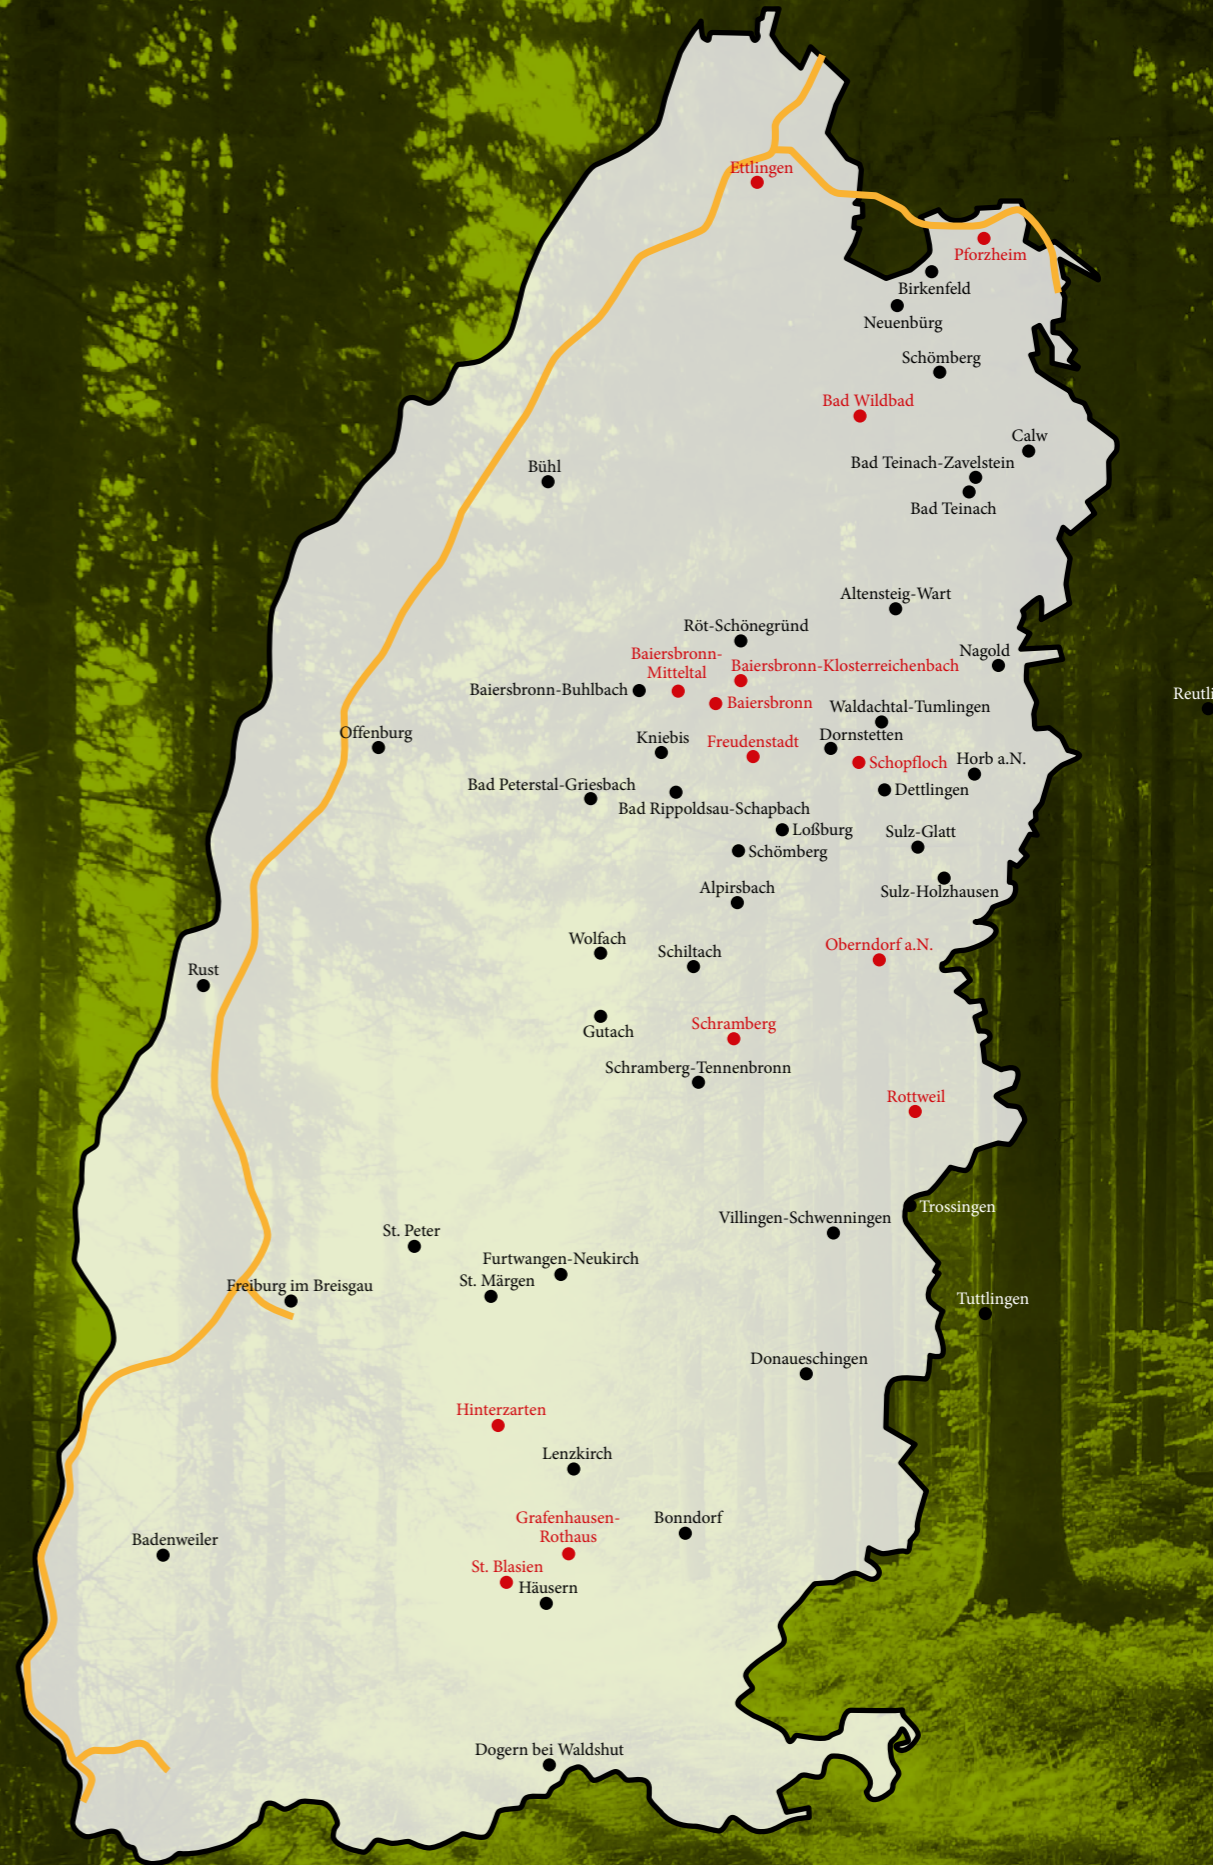 Ettlingen
Pforzheim
Birkenfeld
Neuenbürg
Schömberg
Bad Wildbad
Calw
Bad Teinach-Zavelstein
Bühl
Bad Teinach
Altensteig-Wart
Röt-Schönegründ
Baiersbronn-
Mitteltal
Nagold
Baiersbronn-Klosterreichenbach
Baiersbronn-Buhlbach
Reutli
Baiersbronn
Waldachtal-Tumlingen
Offenburg
Dornstetten
Kniebis
Freudenstadt
Horb a.N.
Schopfloch
Bad Peterstal-Griesbach
Dettlingen
Bad Rippoldsau-Schapbach
Loßburg
Sulz-Glatt
Schömberg
Alpirsbach
Sulz-Holzhausen
Wolfach
Oberndorf a.N.
Schiltach
Rust
Schramberg
Gutach
Schramberg-Tennenbronn
Rottweil
Trossingen
Villingen-Schwenningen
St. Peter
Furtwangen-Neukirch
St. Märgen
Freiburg im Breisgau
Tuttlingen
Donaueschingen
Hinterzarten
Lenzkirch
Grafenhausen-
Rothaus
Bonndorf
Badenweiler
St. Blasien
Häusern
Dogern bei Waldshut